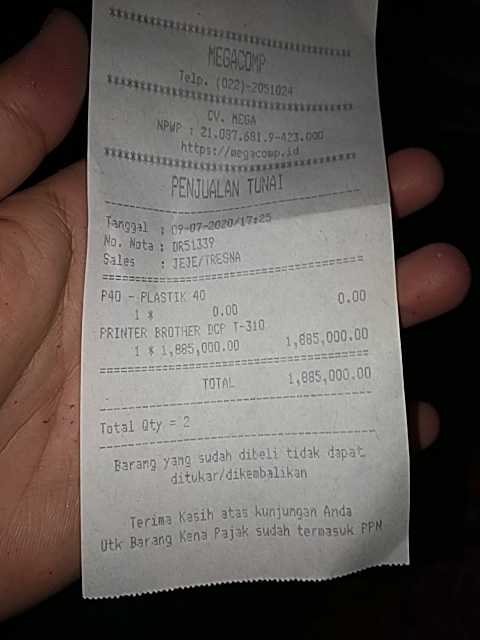 ************************************
MEGACOMP
Telp. (022)-2051024
************************************
CV. MEGA
NPWP : 21.087.681.9-423.000
https://megacomp.id
************************************
PENJUALAN TUNAI
------------------------------------
Tanggal : 09-07-2020/17:25
No. Nota : DR51339
Sales : JEJE/TRESNA
====================================
P40 - PLASTIK 40
1 * 0.00 0.00
PRINTER BROTHER DCP T-310
1 * 1,885,000.00 1,885,000.00
====================================
TOTAL 1,885,000.00
------------------------------------
Total Qty = 2
------------------------------------
Barang yang sudah dibeli tidak dapat
ditukar/dikembalikan
Terima Kasih atas kunjungan Anda
Utk Barang Kena Pajak sudah termasuk PPN